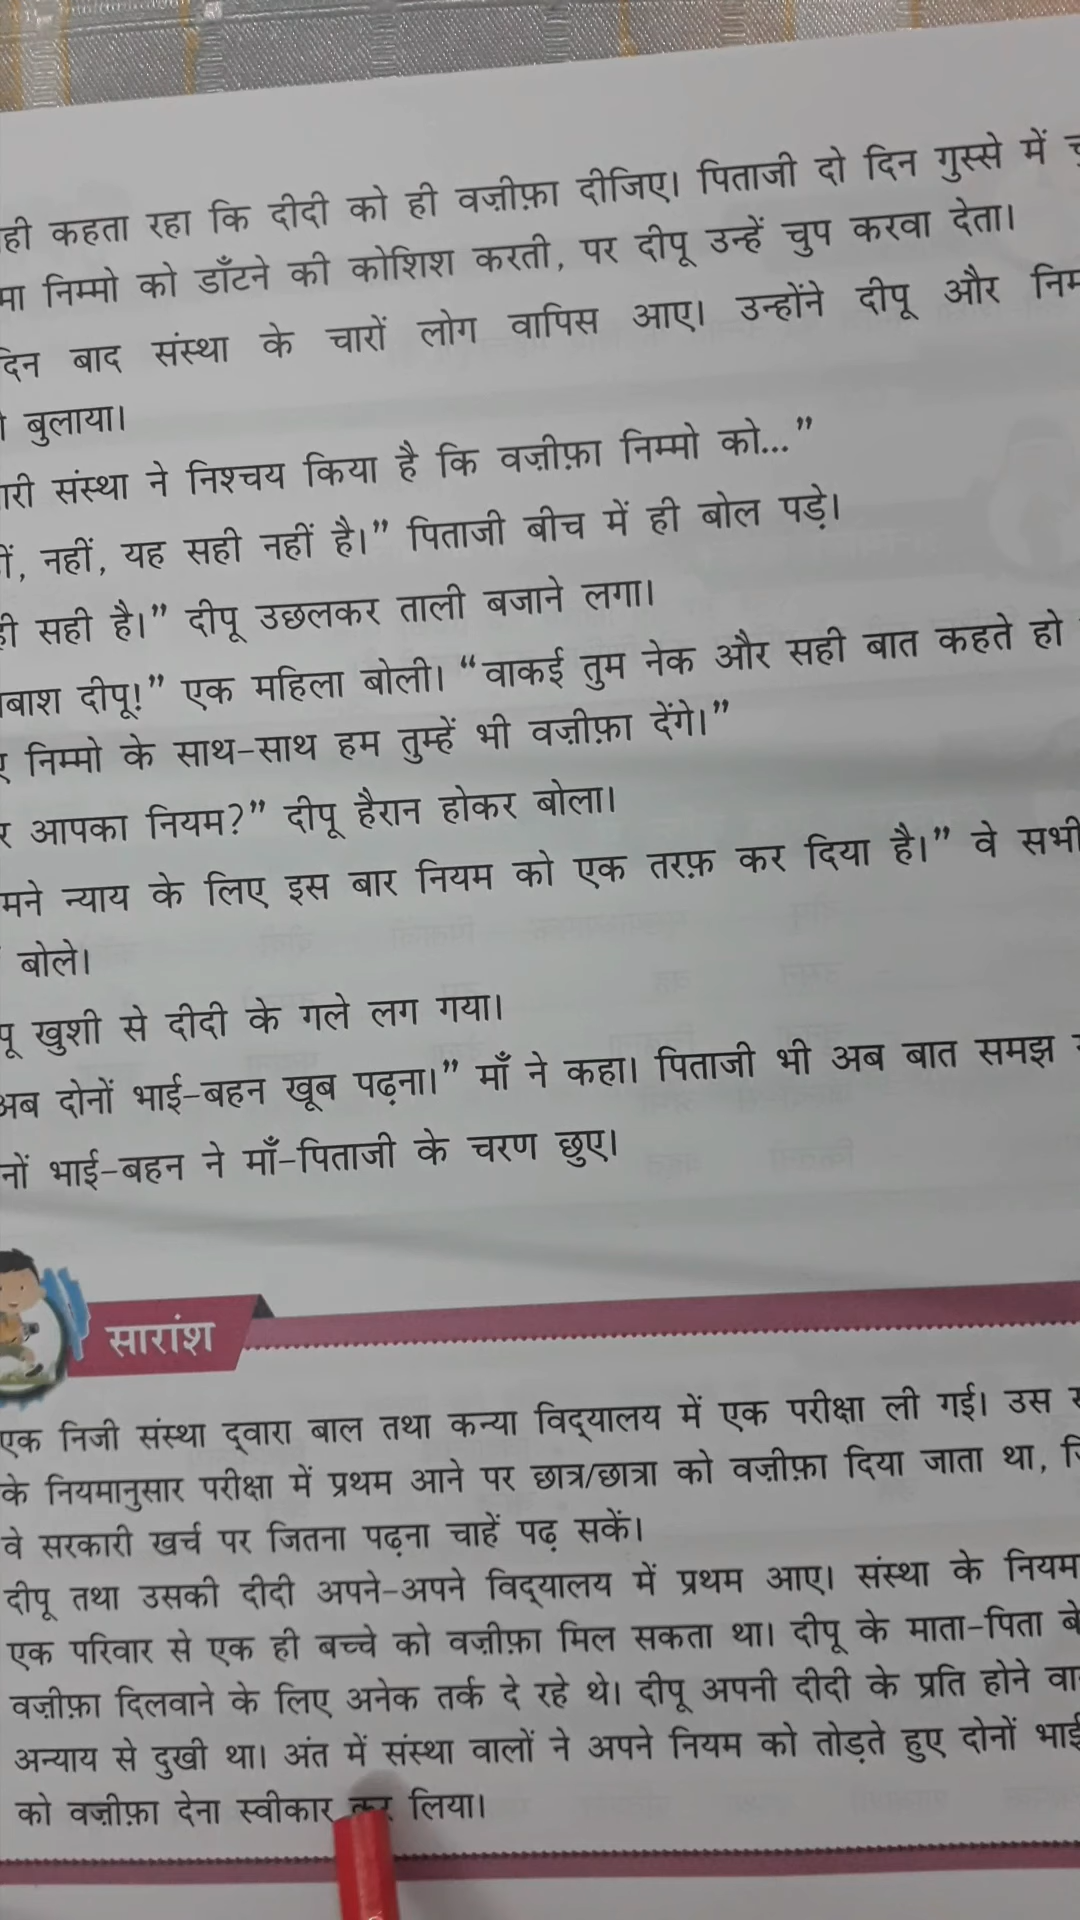 ही कहता रहा कि दीदी को ही वज़ीफ़ा दीजिए। पिताजी दो दिन गुस्से में
निम्मो को डाँटने की कोशिश करती, पर दीपू उन्हें चुप करवा देता।
दिन बाद संस्था के चारों लोग वापिस आए। उन्होंने दीपू और
बुलाया।
संस्था ने निश्चय किया है कि वज़ीफ़ा निम्मो को..."
नहीं, यह सही नहीं है।" पिताजी बीच में ही बोल पड़े।
सही है।" दीपू उछलकर ताली बजाने लगा।
दीपू!" एक महिला बोली। "वाकई तुम नेक और सही बात कहते हो
निम्मो के साथ-साथ हम तुम्हें भी वज़ीफ़ा देंगे।"
आपका नियम?" दीपू हैरान होकर बोला।
न्याय के लिए इस बार नियम को एक तरफ़ कर दिया है।" वे सभी
बोले।
खुशी से दीदी के गले लग गया।
अब दोनों भाई-बहन खूब पढ़ना।" माँ ने कहा। पिताजी भी अब बात समझ
भाई-बहन ने माँ-पिताजी के चरण छुए।
सारांश
एक निजी संस्था द्वारा बाल तथा कन्या विद्यालय में एक परीक्षा ली गई। उस
के नियमानुसार परीक्षा में प्रथम आने पर छात्र/छात्रा को वज़ीफ़ा दिया जाता था,
वे सरकारी खर्च पर जितना पढ़ना चाहें पढ़ सकें।
दीपू तथा उसकी दीदी अपने-अपने विद्यालय में प्रथम आए। संस्था के नियम
एक परिवार से एक ही बच्चे को वज़ीफ़ा मिल सकता था। दीपू के माता-पिता
वज़ीफ़ा दिलवाने के लिए अनेक तर्क दे रहे थे। दीपू अपनी दीदी के प्रति होने
अन्याय से दुखी था। अंत में संस्था वालों ने अपने नियम को तोड़ते हुए दोनों भाई
को वज़ीफ़ा देना स्वीकार कर लिया।